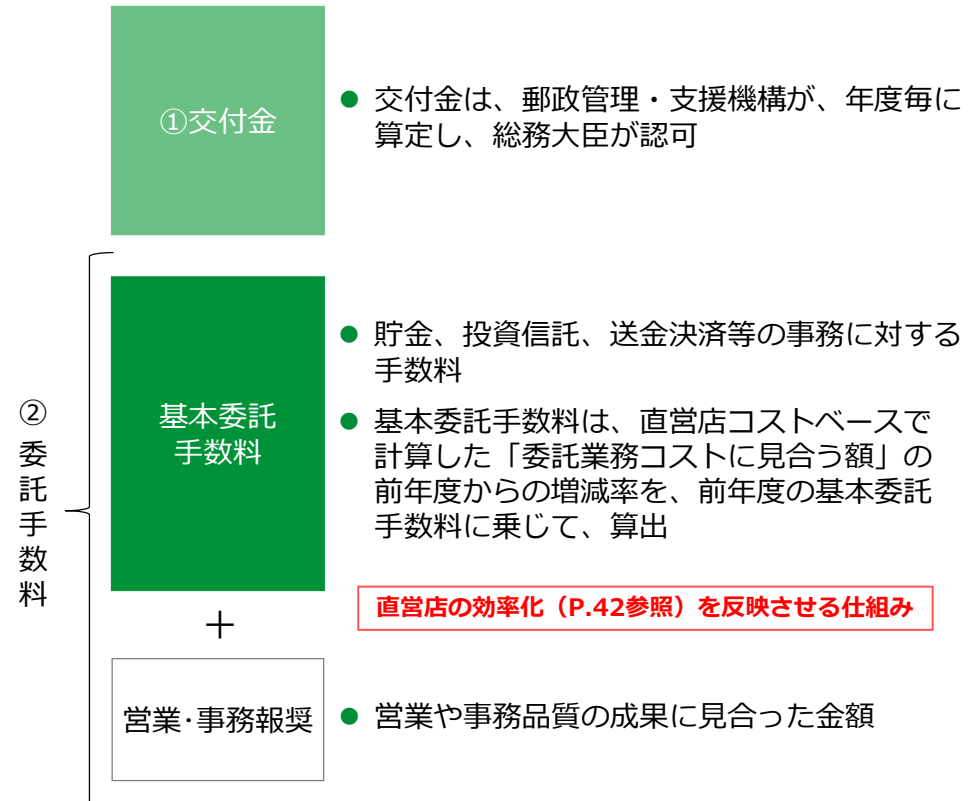 ①交付金
● 交付金は、郵政管理・支援機構が、年度毎に
算定し、総務大臣が認可
②委託手数料
基本委託
手数料
● 貯金、投資信託、送金決済等の事務に対する
手数料
● 基本委託手数料は、直営店コストベースで
計算した「委託業務コストに見合う額」の
前年度からの増減率を、前年度の基本委託
手数料に乗じて、算出
直営店の効率化（P.42参照）を反映させる仕組み
＋
営業･事務報奨
● 営業や事務品質の成果に見合った金額